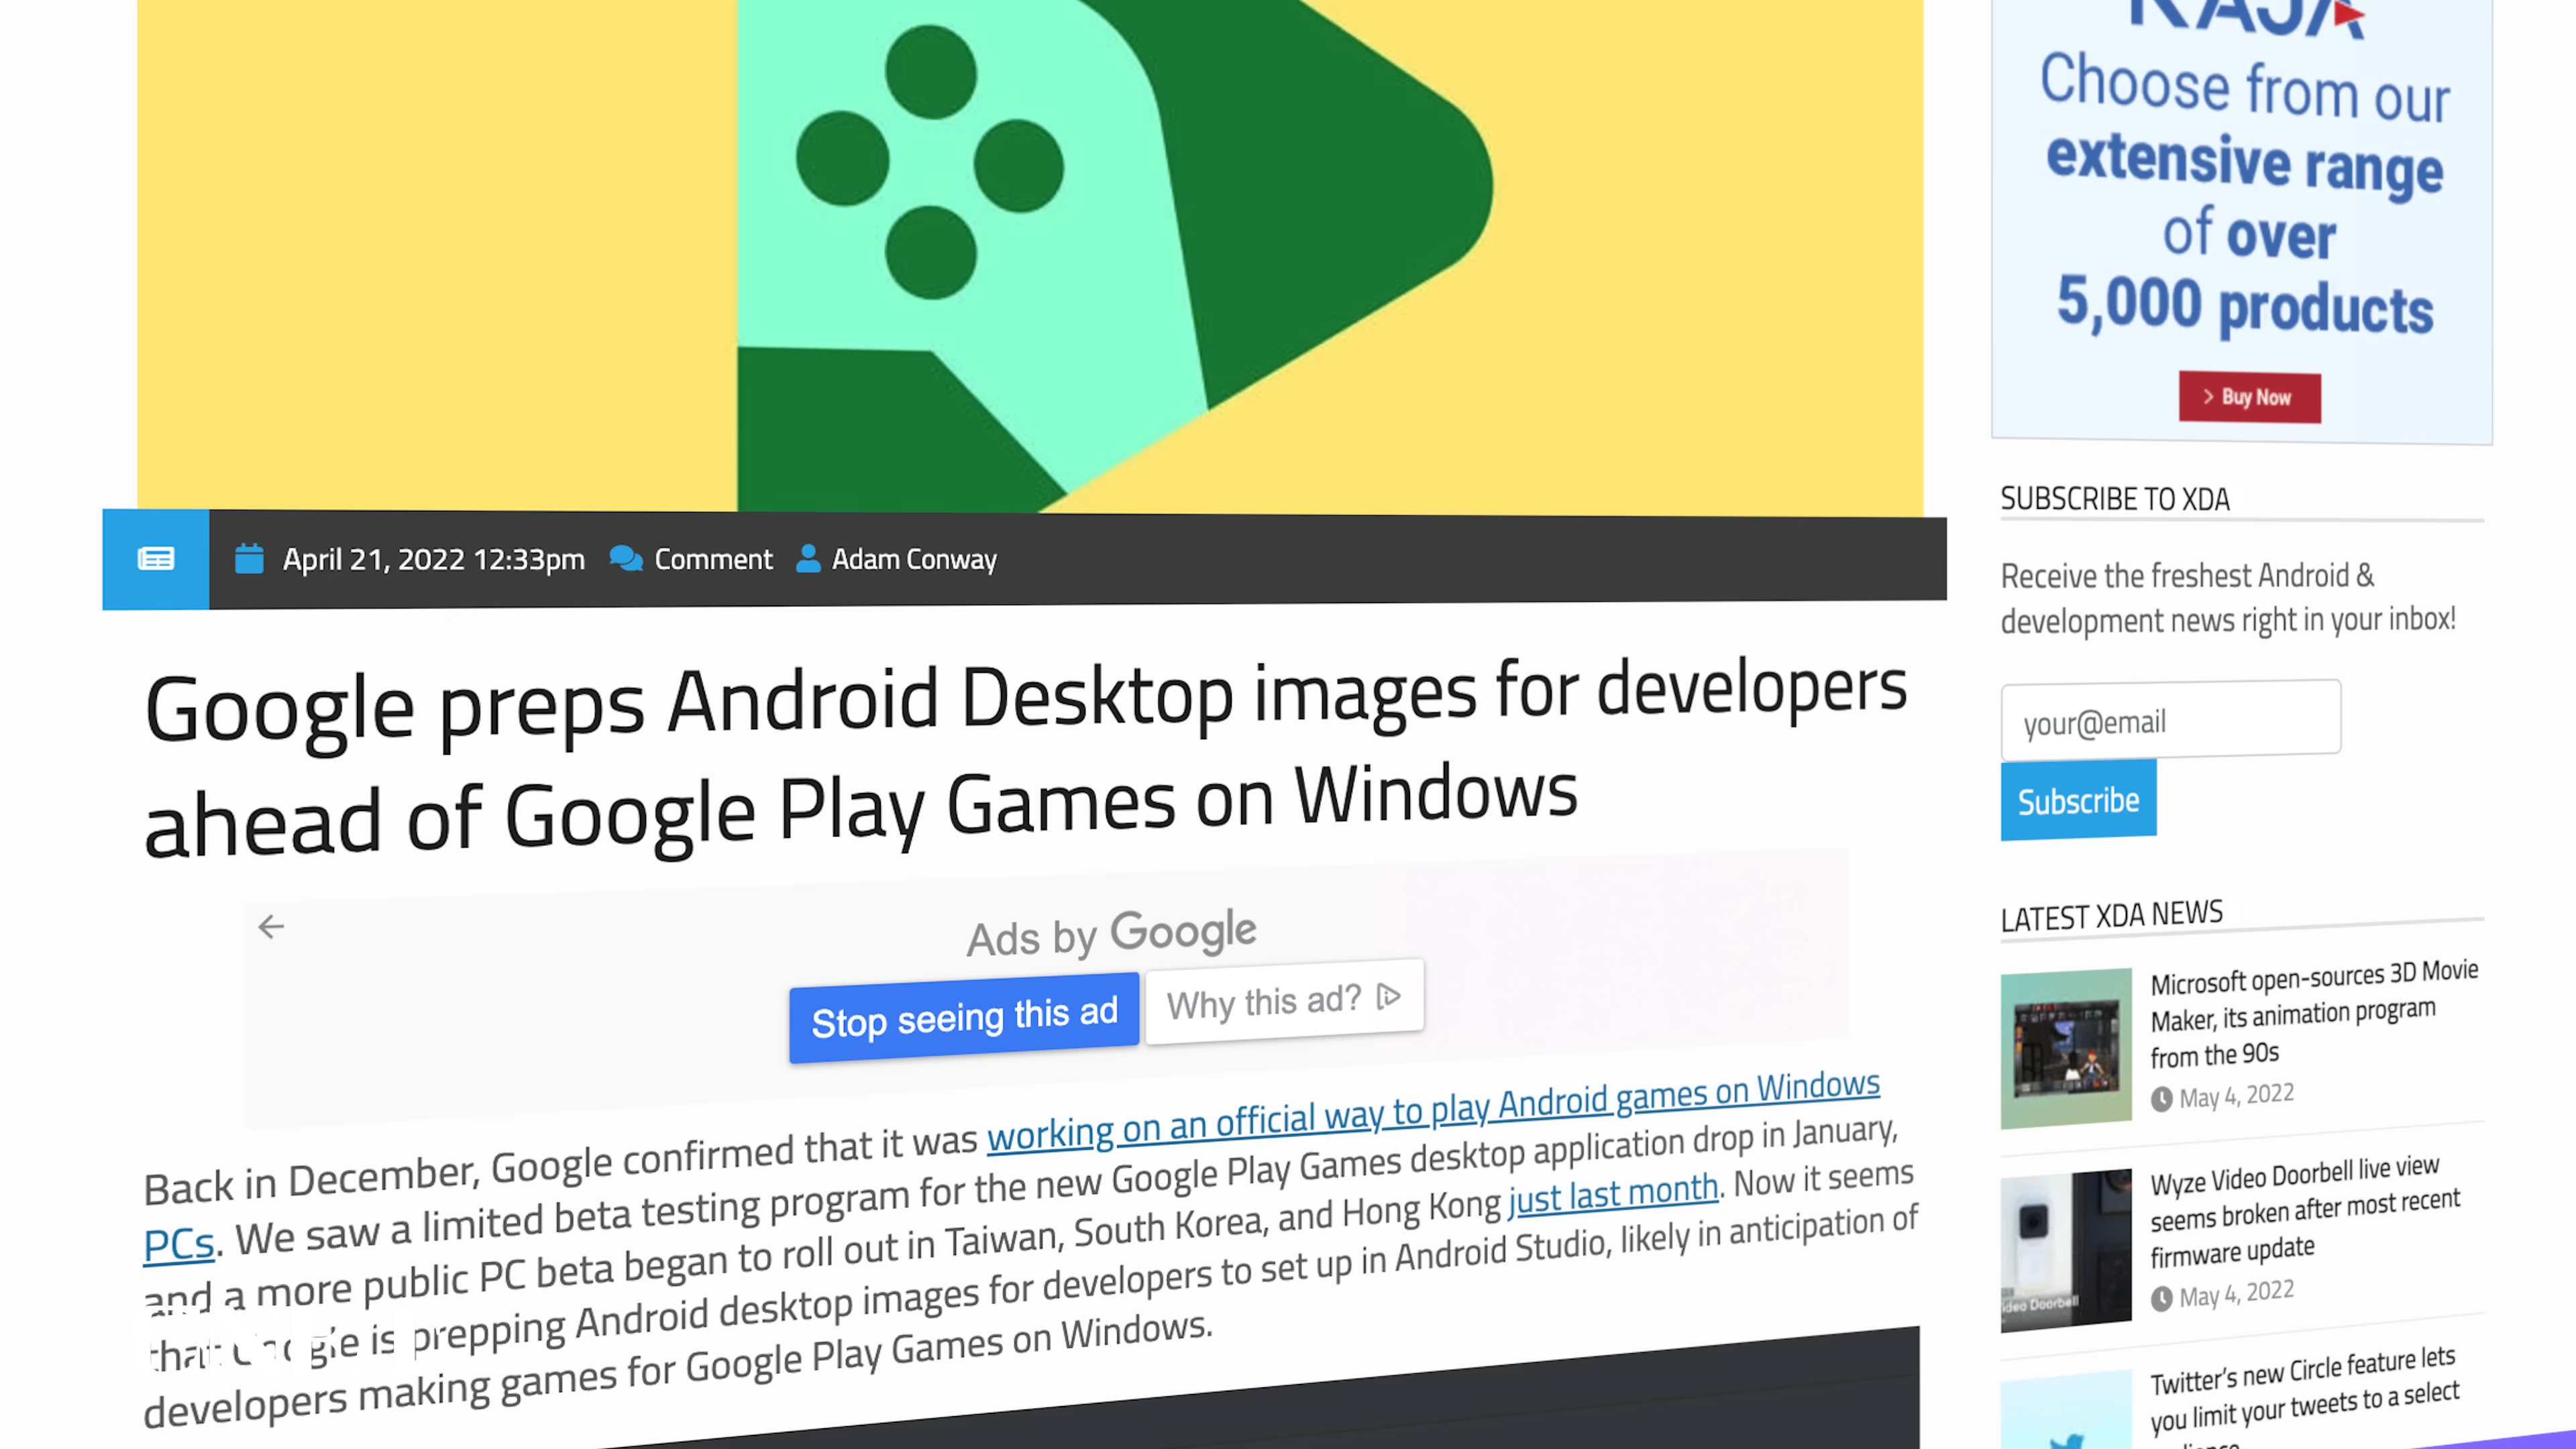 April 21, 2022 12:33pm Comment Adam Conway
Google preps Android Desktop images for developers
ahead of Google Play Games on Windows
Ads by Google
Stop seeing this ad
Why this ad?
Back in December, Google confirmed that it was working on an official way to play Android games on Windows
PCs. We saw a limited beta testing program for the new Google Play Games desktop application drop in January,
and a more public PC beta began to roll out in Taiwan, South Korea, and Hong Kong just last month. Now it seems
that Google is prepping Android desktop images for developers to set up in Android Studio, likely in anticipation of
developers making games for Google Play Games on Windows.
Choose from our
extensive range
of over
5,000 products
Buy Now
SUBSCRIBE TO XDA
Receive the freshest Android &
development news right in your inbox!
your@email
Subscribe
LATEST XDA NEWS
Microsoft open-sources 3D Movie
Maker, its animation program
from the 90s
May 4, 2022
Wyze Video Doorbell live view
seems broken after most recent
firmware update
May 4, 2022
Doorbell
Twitter's new Circle feature lets
you limit your tweets to a select